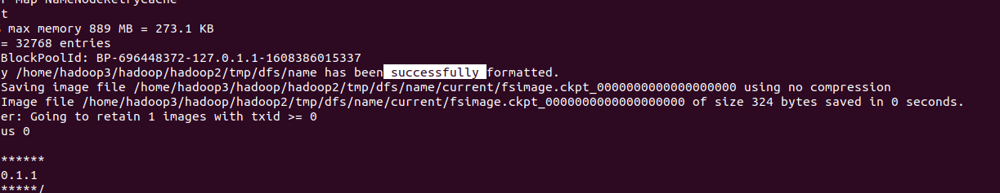 r Map NameNodeRetryCache
t
s max memory 889 MB = 273.1 KB
= 32768 entries
BlockPoolId: BP-696448372-127.0.1.1-1608386015337
y /home/hadoop3/hadoop/hadoop2/tmp/dfs/name has been successfully formatted.
Saving image file /home/hadoop3/hadoop/hadoop2/tmp/dfs/name/current/fsimage.ckpt_0000000000000000000 using no compression
Image file /home/hadoop3/hadoop/hadoop2/tmp/dfs/name/current/fsimage.ckpt_0000000000000000000 of size 324 bytes saved in 0 seconds.
er: Going to retain 1 images with txid >= 0
us 0
******
0.1.1
*****/